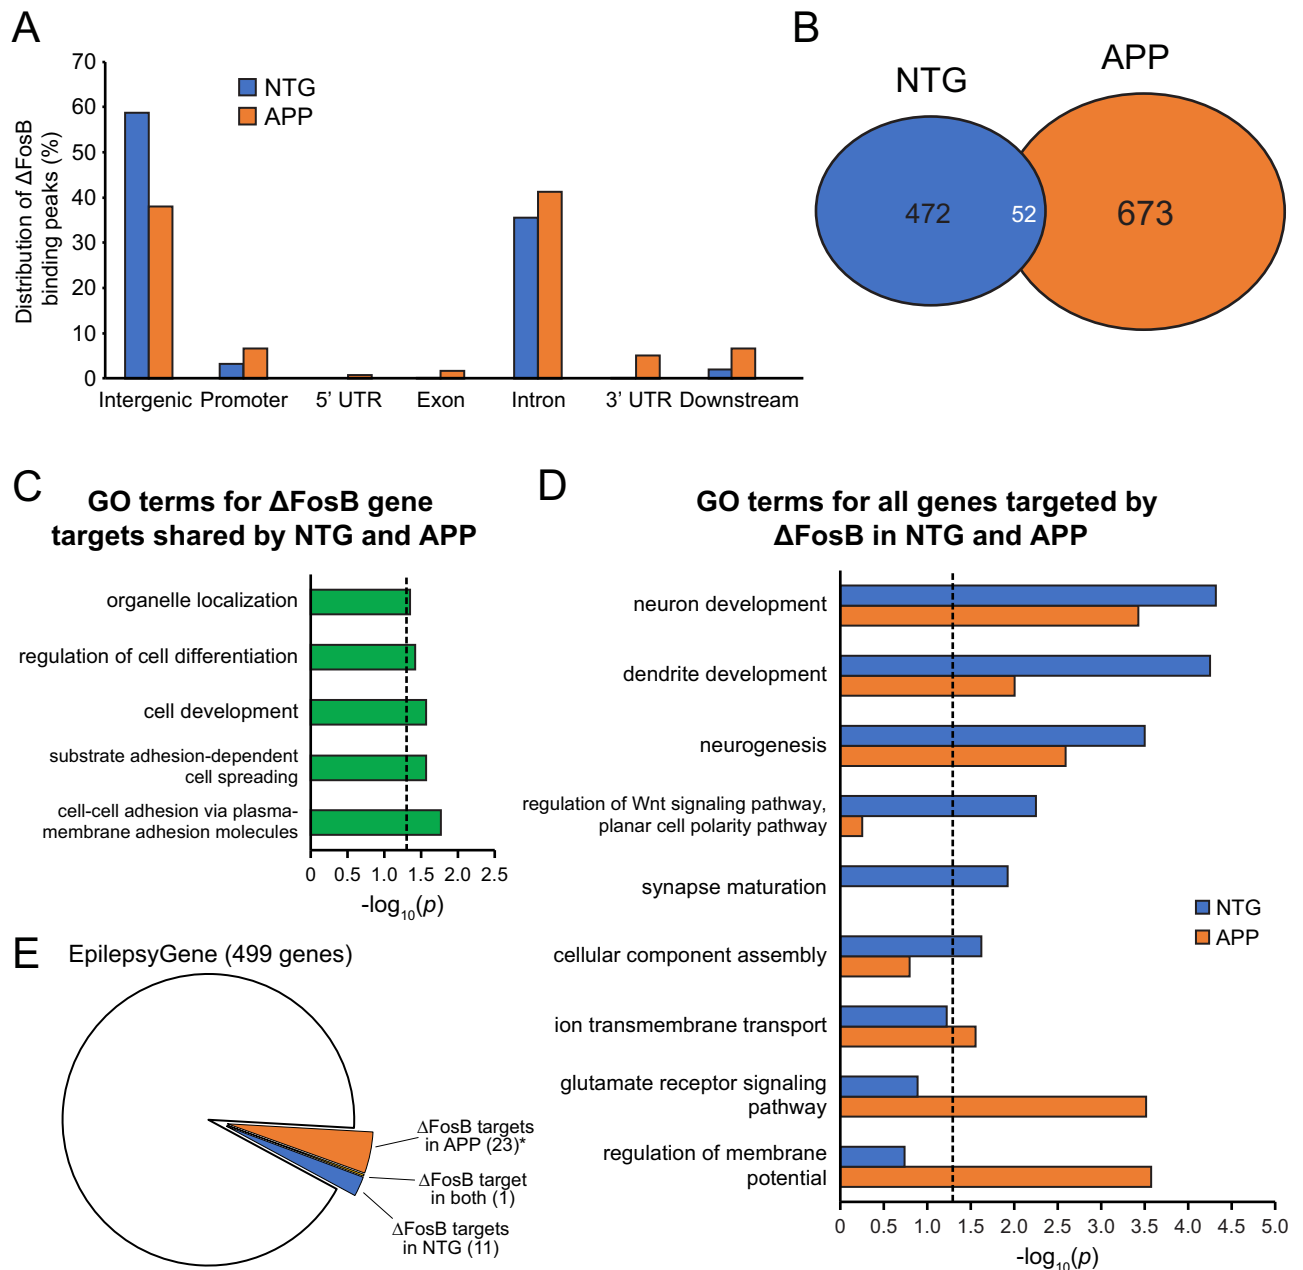 A
Distribution of ΔFosB
binding peaks (%)
70
60
50
40
30
20
10
0
NTG
APP
Intergenic Promoter 5’ UTR Exon Intron 3’ UTR Downstream
B
NTG
APP
472
52
673
C
GO terms for ΔFosB gene
targets shared by NTG and APP
organelle localization
regulation of cell differentiation
cell development
substrate adhesion-dependent
cell spreading
cell-cell adhesion via plasma-
membrane adhesion molecules
0 0.5 1.0 1.5 2.0 2.5
-log10(p)
D
GO terms for all genes targeted by
ΔFosB in NTG and APP
neuron development
dendrite development
neurogenesis
regulation of Wnt signaling pathway,
planar cell polarity pathway
synapse maturation
cellular component assembly
ion transmembrane transport
glutamate receptor signaling
pathway
regulation of membrane
potential
NTG
APP
0 0.5 1.0 1.5 2.0 2.5 3.0 3.5 4.0 4.5 5.0
-log10(p)
E
EpilepsyGene (499 genes)
ΔFosB targets
in APP (23)*
ΔFosB target
in both (1)
ΔFosB targets
in NTG (11)